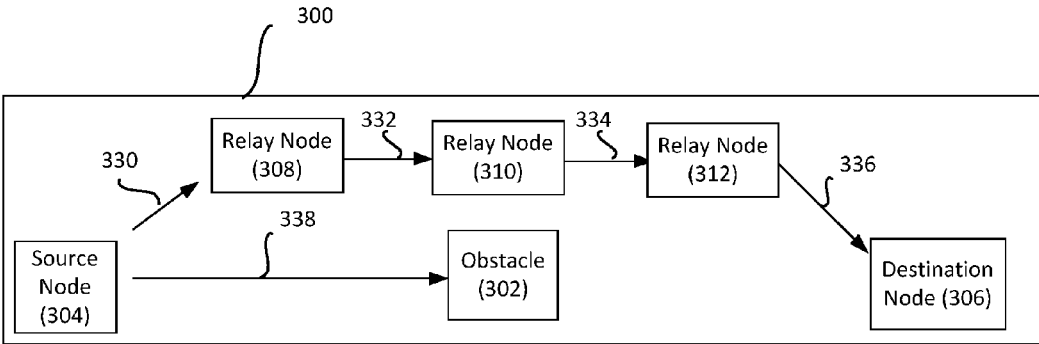 300
330
Relay Node
(308)
332
Relay Node
(310)
334
Relay Node
(312)
336
338
Source
Node
(304)
Obstacle
(302)
Destination
Node (306)